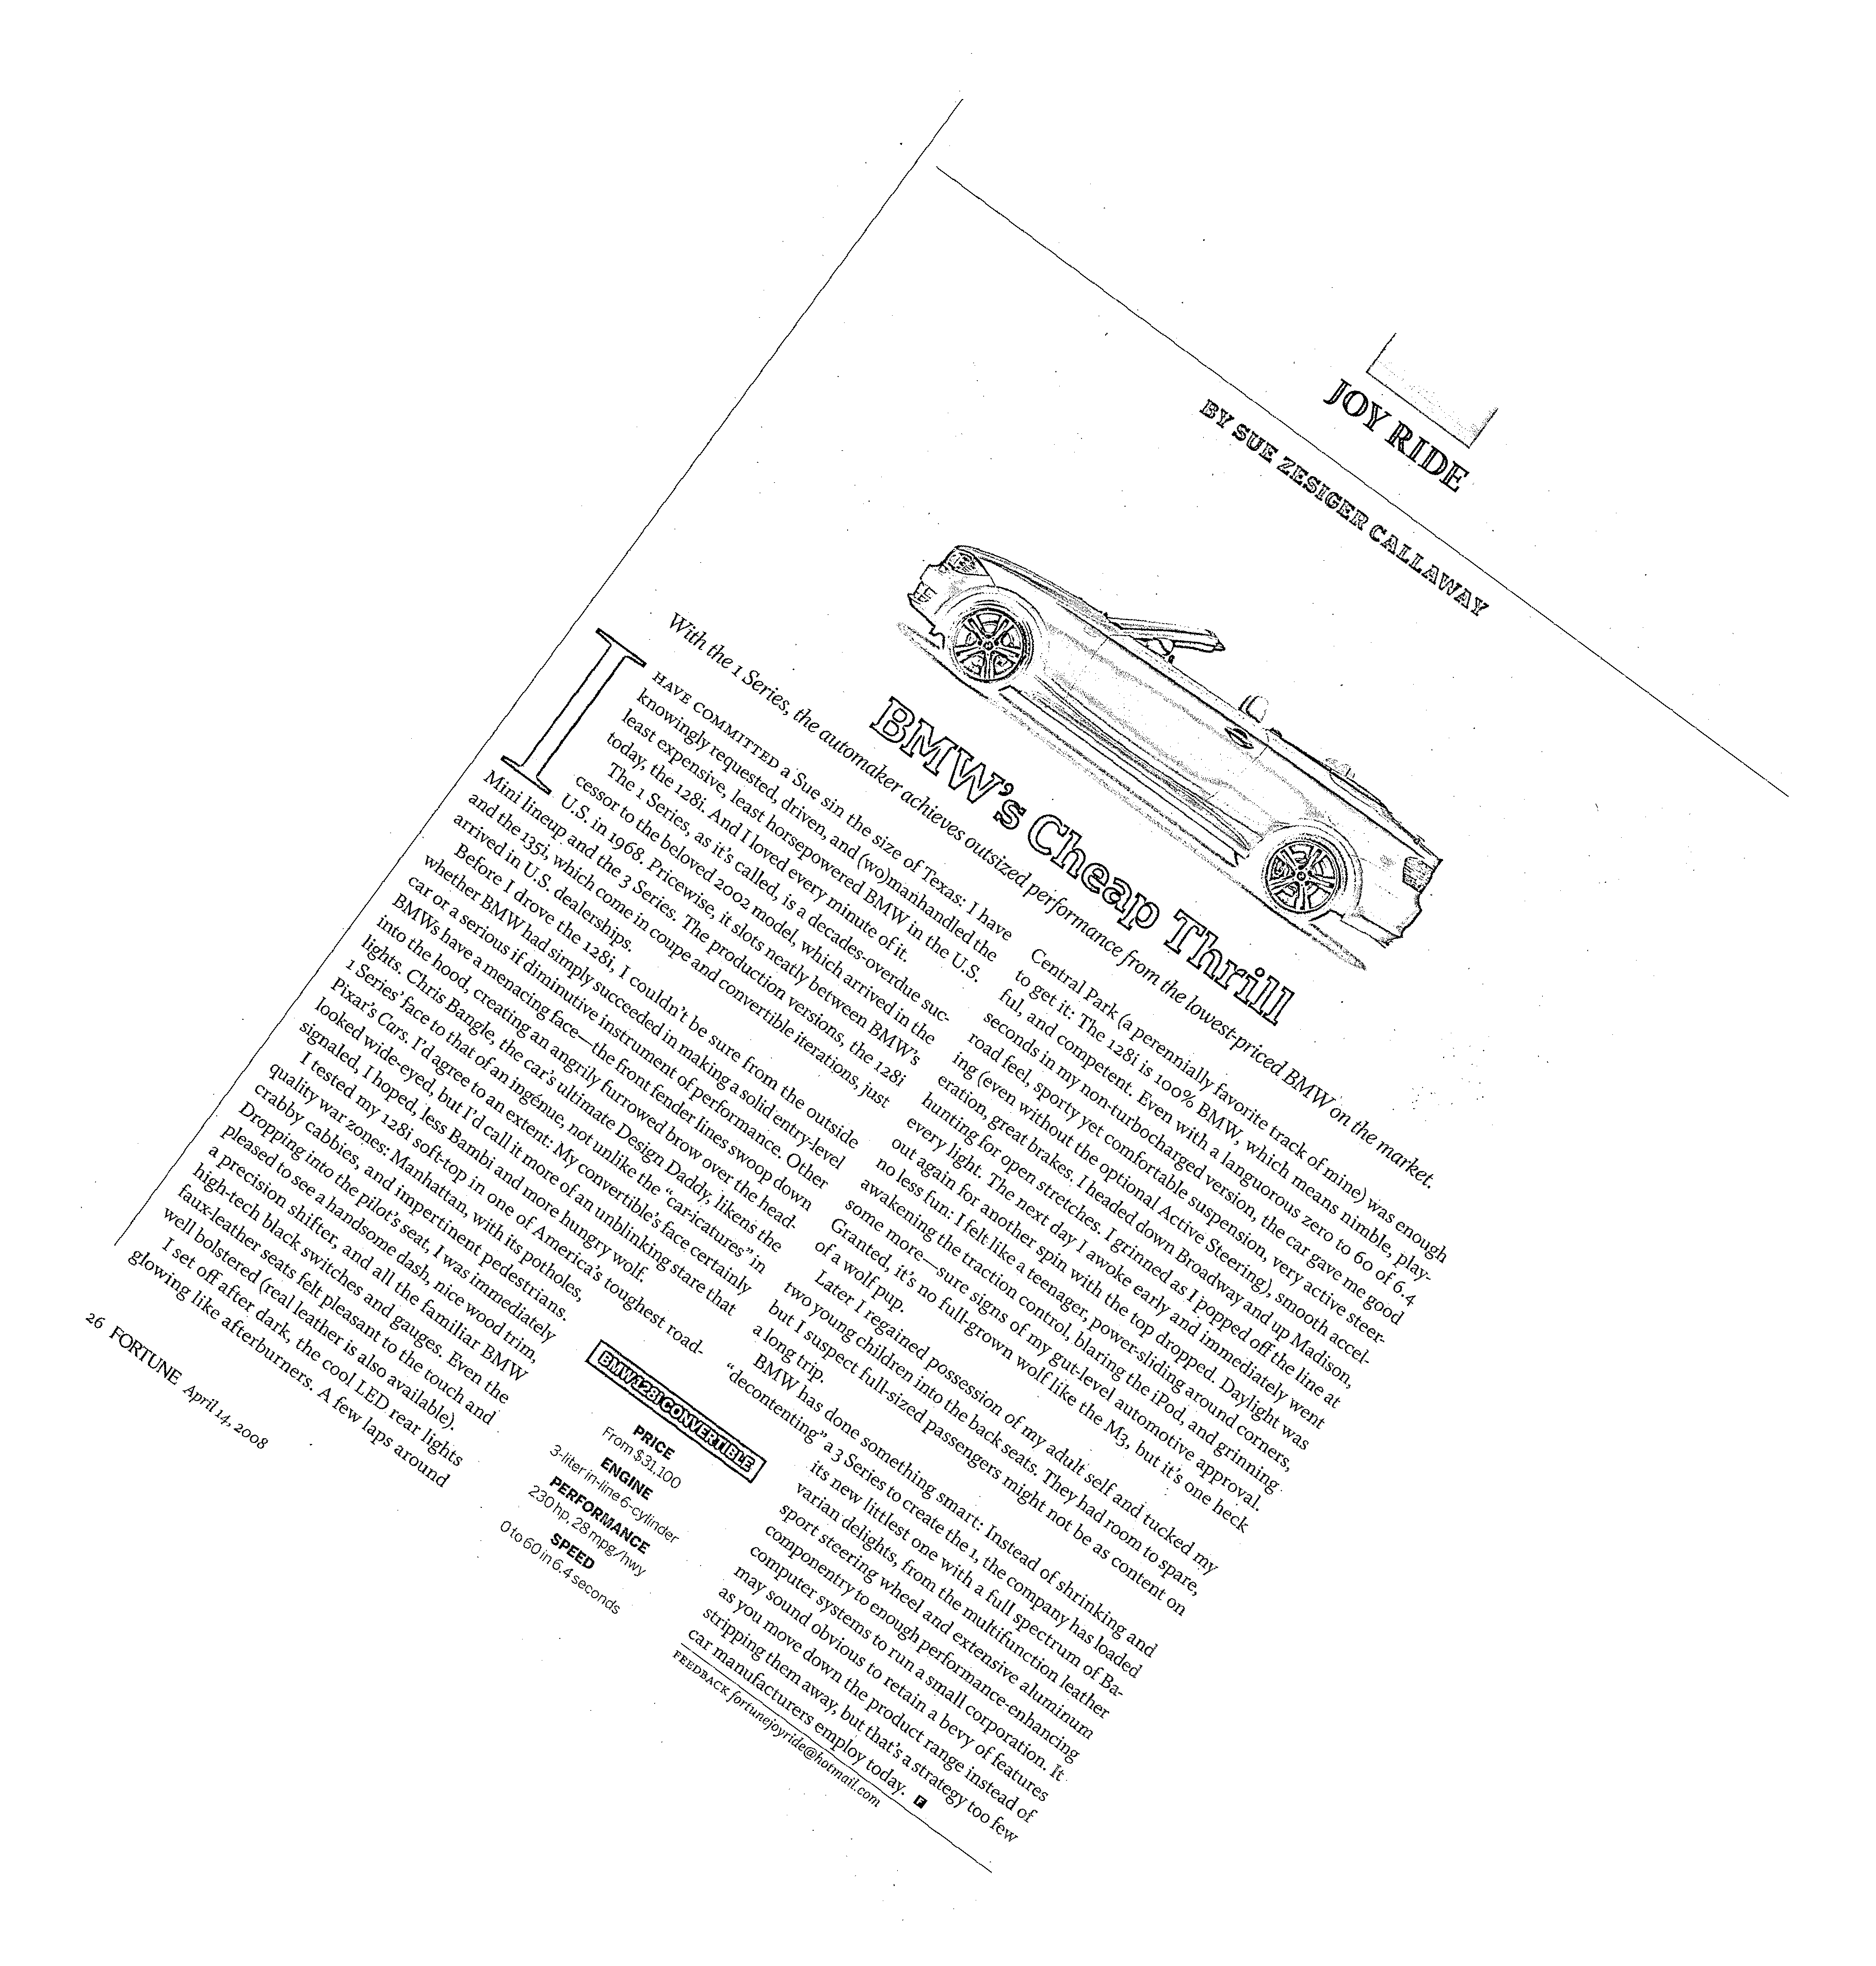 JOY RIDE
BY SUE ZESIGER CALLAWAY
BMW's Cheap Thrill
With the 1 Series, the automaker achieves outsized performance from the lowest-priced BMW on the market.
I HAVE COMMITTED a Sue sin the size of Texas: I have
knowingly requested, driven, and (wo)manhandled the
least expensive, least horsepowered BMW in the U.S.
today, the 128i. And I loved every minute of it.
The 1 Series, as it's called, is a decades-overdue suc-
cessor to the beloved 2002 model, which arrived in the
U.S. in 1968. Pricewise, it slots neatly between BMW's
Mini lineup and the 3 Series. The production versions, the 128i
and the 135i, which come in coupe and convertible iterations, just
arrived in U.S. dealerships.
Before I drove the 128i, I couldn't be sure from the outside
whether BMW had simply succeeded in making a solid entry-level
car or a serious if diminutive instrument of performance. Other
BMWs have a menacing face—the front fender lines swoop down
into the hood, creating an angrily furrowed brow over the head-
lights. Chris Bangle, the car's ultimate Design Daddy, likens the
1 Series' face to that of an ingénue, not unlike the "car-icatures" in
Pixar's Cars. I'd agree to an extent: My convertible's face certainly
looked wide-eyed, but I'd call it more of an unblinking stare that
signaled, I hoped, less Bambi and more hungry wolf.
I tested my 128i soft-top in one of America's toughest road-
quality war zones: Manhattan, with its potholes,
crabby cabbies, and impertinent pedestrians.
Dropping into the pilot's seat, I was immediately
pleased to see a handsome dash, nice wood trim,
a precision shifter, and all the familiar BMW
high-tech black switches and gauges. Even the
faux-leather seats felt pleasant to the touch and
well bolstered (real leather is also available).
I set off after dark, the cool LED rear lights
glowing like afterburners. A few laps around
Central Park (a perennially favorite track of mine) was enough
to get it: The 128i is 100% BMW, which means nimble, play-
ful, and competent. Even with a languorous zero to 60 of 6.4
seconds in my non-turbocharged version, the car gave me good
road feel, sporty yet comfortable suspension, very active steer-
ing (even without the optional Active Steering), smooth accel-
eration, great brakes. I headed down Broadway and up Madison,
hunting for open stretches. I grinned as I popped off the line at
every light. The next day I awoke early and immediately went
out again for another spin with the top dropped. Daylight was
no less fun: I felt like a teenager, power-sliding around corners,
awakening the traction control, blaring the iPod, and grinning
some more—sure signs of my gut-level automotive approval.
Granted, it's no full-grown wolf like the M3, but it's one heck
of a wolf pup.
Later I regained possession of my adult self and tucked my
two young children into the back seats. They had room to spare,
but I suspect full-sized passengers might not be as content on
a long trip.
BMW has done something smart: Instead of shrinking and
"decontenting" a 3 Series to create the 1, the company has loaded
its new littlest one with a full spectrum of Ba-
varian delights, from the multifunction leather
sport steering wheel and extensive aluminum
componentry to enough performance-enhancing
computer systems to run a small corporation. It
may sound obvious to retain a bevy of features
as you move down the product range instead of
stripping them away, but that's a strategy too few
car manufacturers employ today. F
FEEDBACK fortunejoyride@hotmail.com
BMW 128I CONVERTIBLE
PRICE
From $31,100
ENGINE
3-liter in-line 6-cylinder
PERFORMANCE
230 hp, 28 mpg/hwy
SPEED
0 to 60 in 6.4 seconds
26 FORTUNE April 14, 2008